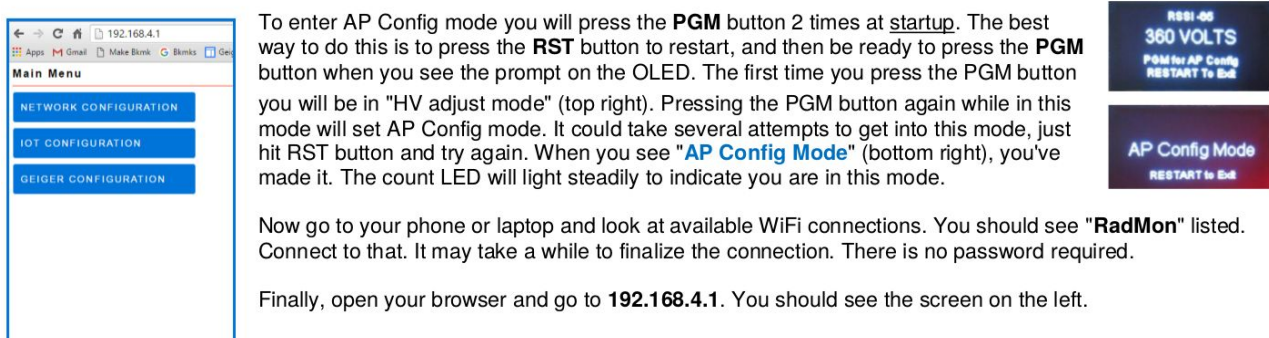 192.168.4.1
Apps M Gmail Make Bkmk G Bkmks Geig
Main Menu
NETWORK CONFIGURATION
IOT CONFIGURATION
GEIGER CONFIGURATION
To enter AP Config mode you will press the PGM button 2 times at startup. The best
way to do this is to press the RST button to restart, and then be ready to press the PGM
button when you see the prompt on the OLED. The first time you press the PGM button
you will be in "HV adjust mode" (top right). Pressing the PGM button again while in this
mode will set AP Config mode. It could take several attempts to get into this mode, just
hit RST button and try again. When you see "AP Config Mode" (bottom right), you've
made it. The count LED will light steadily to indicate you are in this mode.
RSSI -66
360 VOLTS
PGM for AP Config
RESTART To Exit
AP Config Mode
RESTART to Exit
Now go to your phone or laptop and look at available WiFi connections. You should see "RadMon" listed.
Connect to that. It may take a while to finalize the connection. There is no password required.
Finally, open your browser and go to 192.168.4.1. You should see the screen on the left.